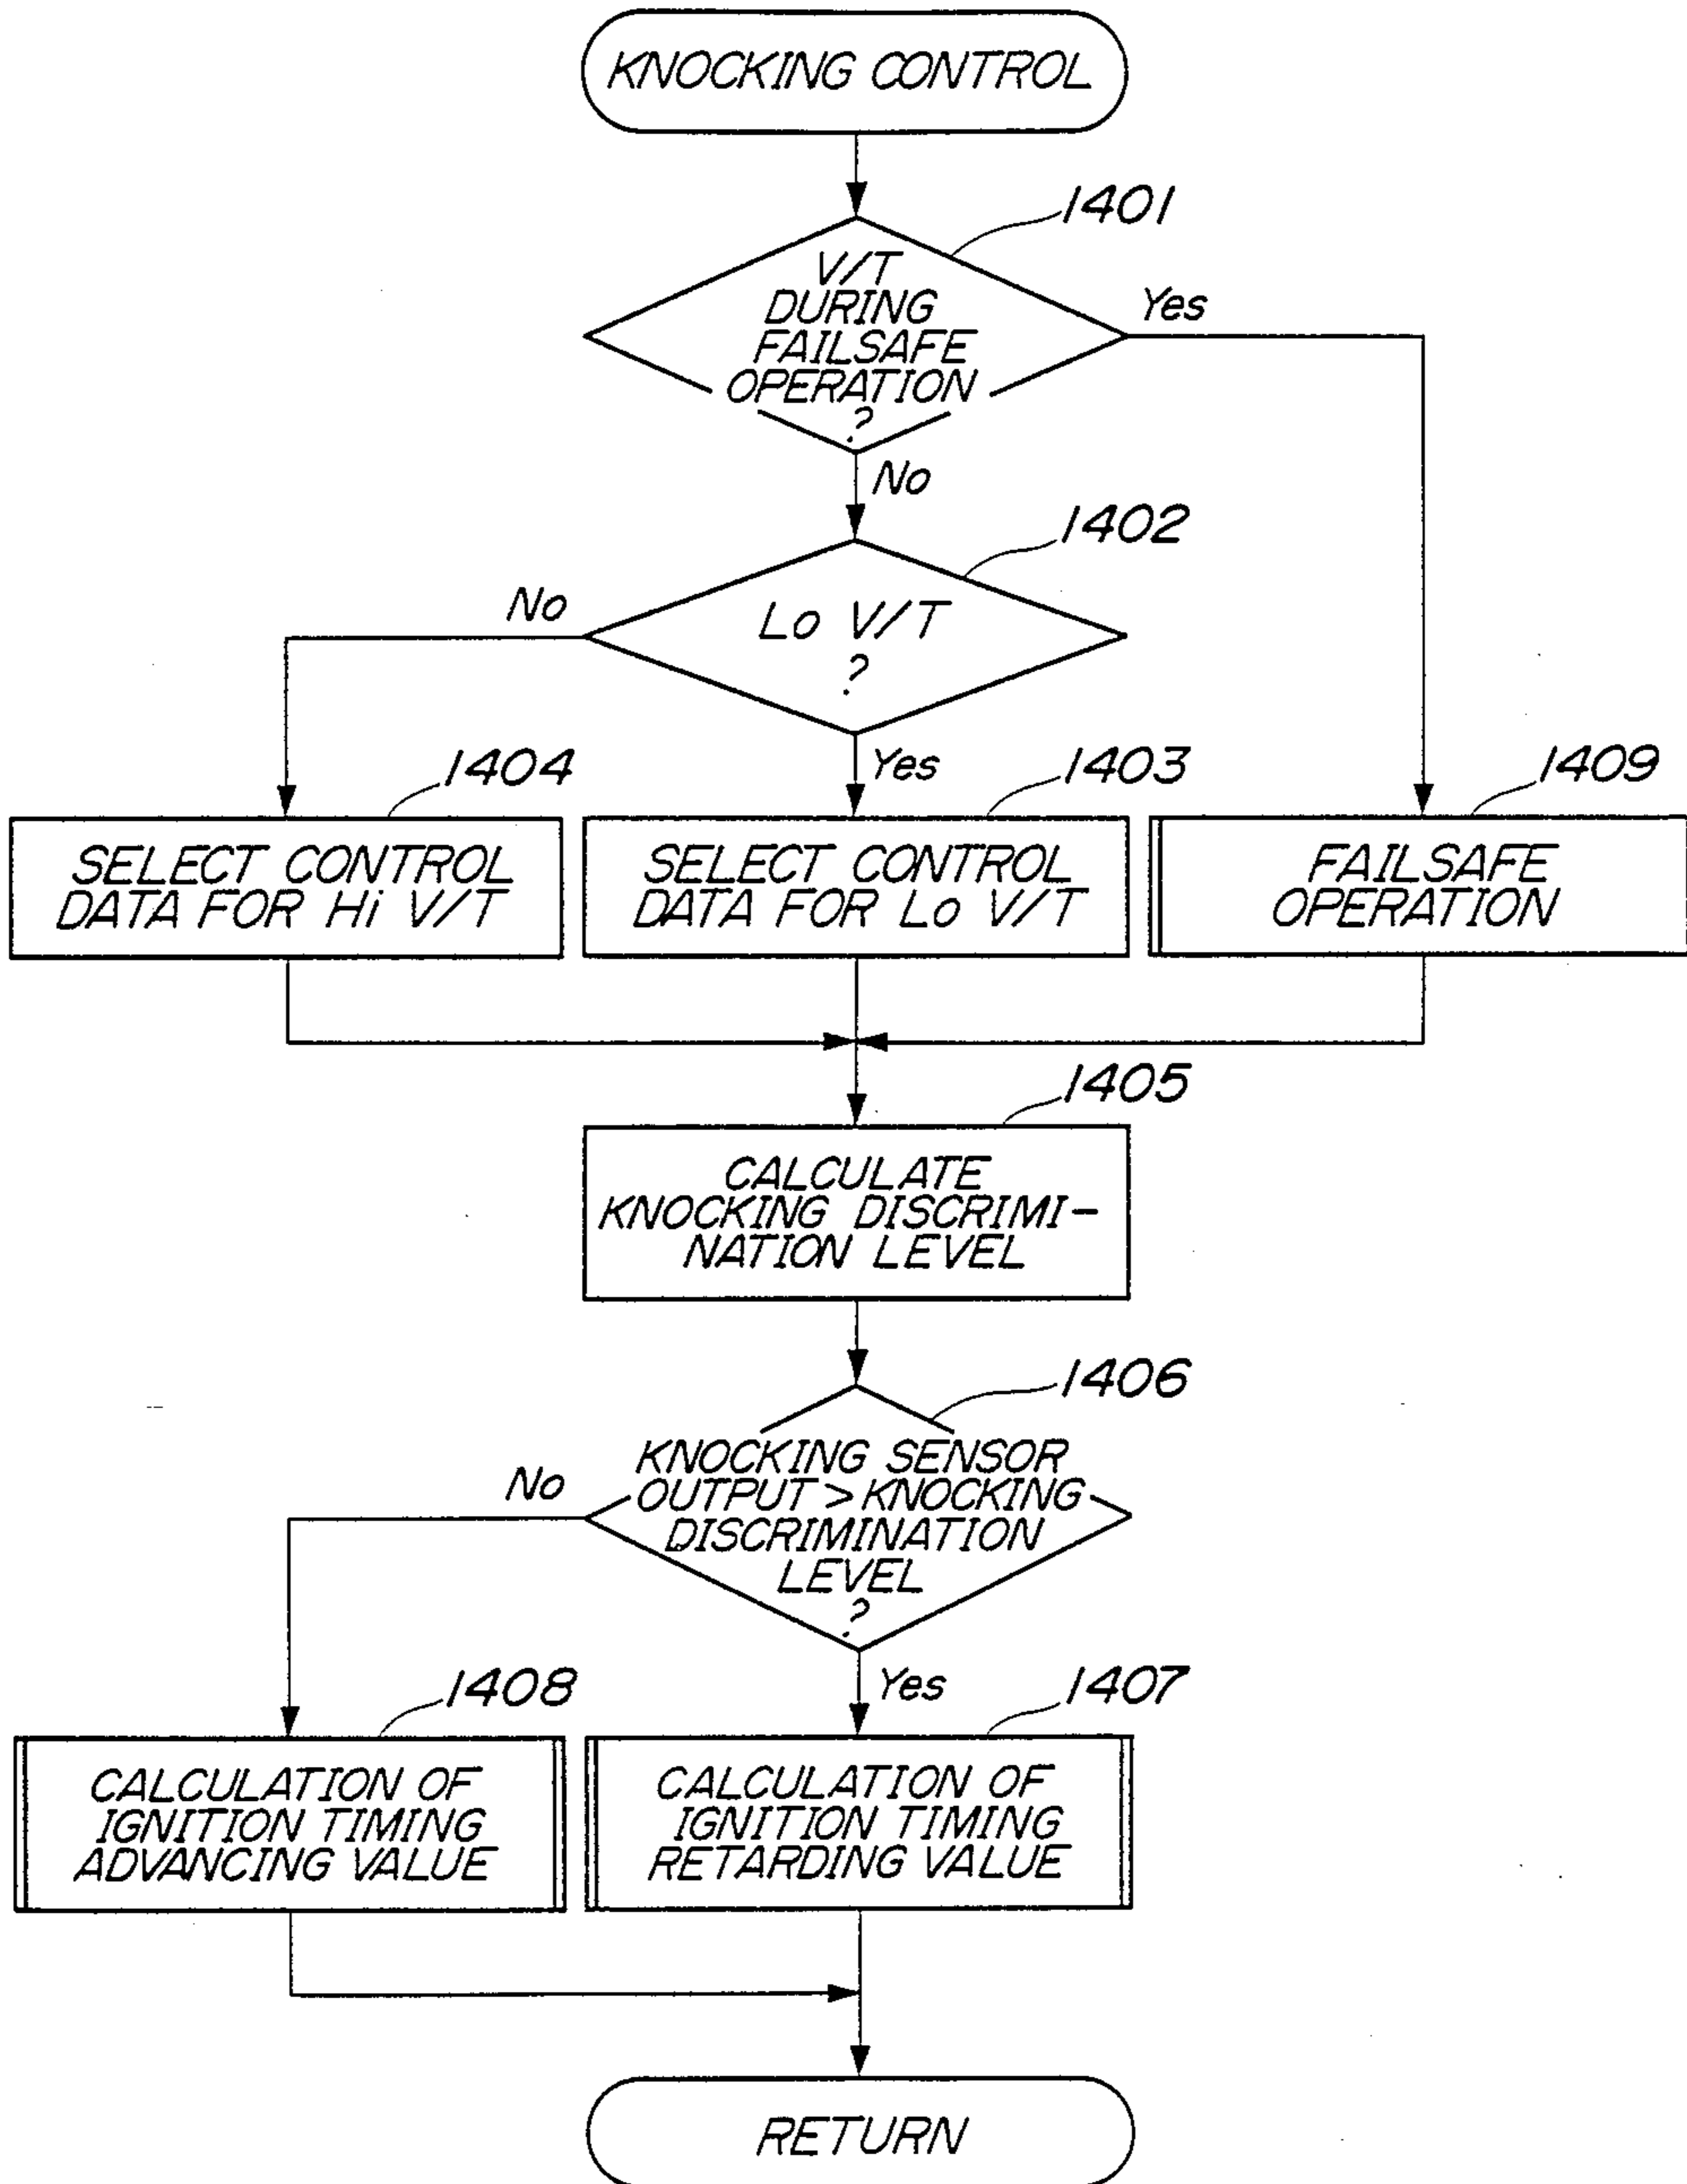 KNOCKING CONTROL
1401
V/T
DURING
FAILSAFE
OPERATION
?
Yes
No
1402
Lo V/T
?
No
Yes
1404
SELECT CONTROL
DATA FOR Hi V/T
1403
SELECT CONTROL
DATA FOR Lo V/T
1409
FAILSAFE
OPERATION
1405
CALCULATE
KNOCKING DISCRIMI-
NATION LEVEL
1406
KNOCKING SENSOR
OUTPUT > KNOCKING
DISCRIMINATION
LEVEL
?
No
Yes
1408
CALCULATION OF
IGNITION TIMING
ADVANCING VALUE
1407
CALCULATION OF
IGNITION TIMING
RETARDING VALUE
RETURN